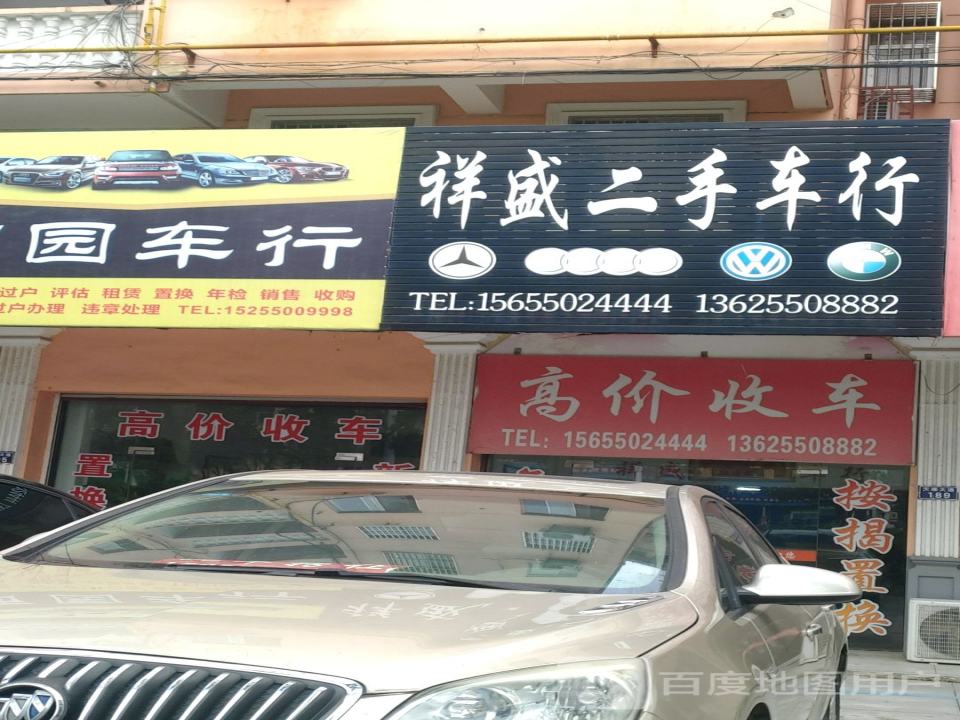 园车行
过户 评估 租赁 置换 年检 销售 收购
过户办理 违章处理 TEL:15255009998
祥盛二手车行
TEL:15655024444 13625508882
高价收车
TEL: 15655024444 13625508882
高价收车
置换
按揭置换
189
百度地图用户